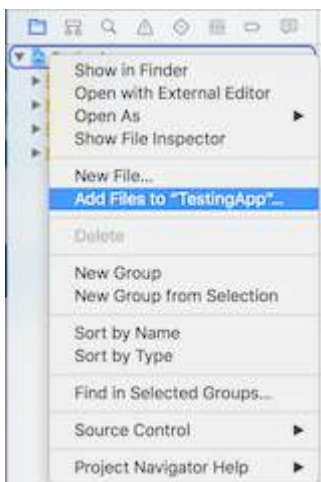 Show in Finder
Open with External Editor
Open As
Show File Inspector
New File...
Add Files to "TestingApp"...
Delete
New Group
New Group from Selection
Sort by Name
Sort by Type
Find in Selected Groups...
Source Control
Project Navigator Help